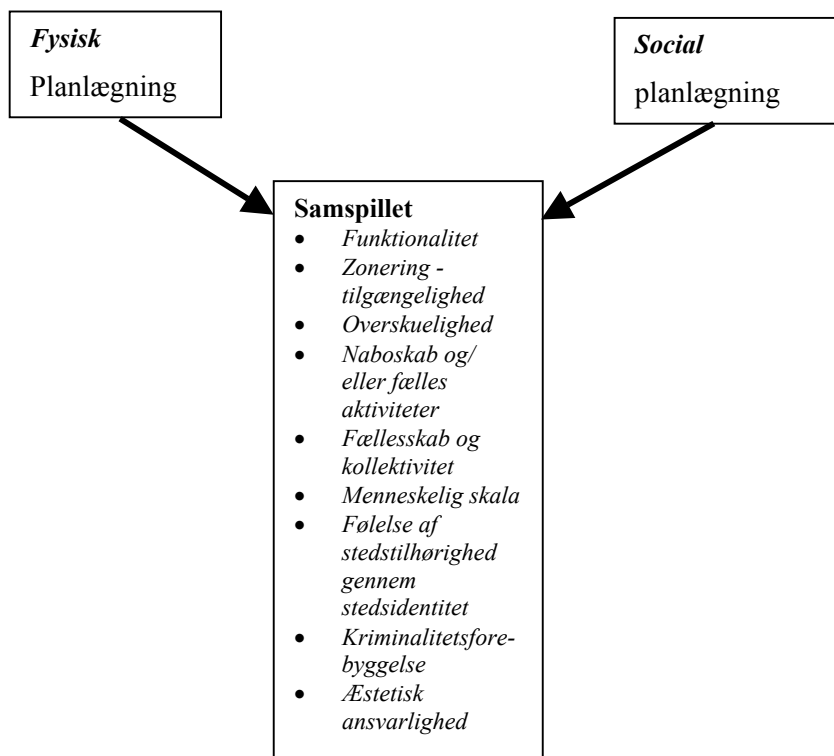 Fysisk
Planlægning
Social
planlægning
Samspillet
• Funktionalitet
• Zonering -
tilgængelighed
• Overskuelighed
• Naboskab og/
eller fælles
aktiviteter
• Fællesskab og
kollektivitet
• Menneskelig skala
• Følelse af
stedstilhørighed
gennem
stedsidentitet
• Kriminalitetsfore-
byggelse
• Æstetisk
ansvarlighed